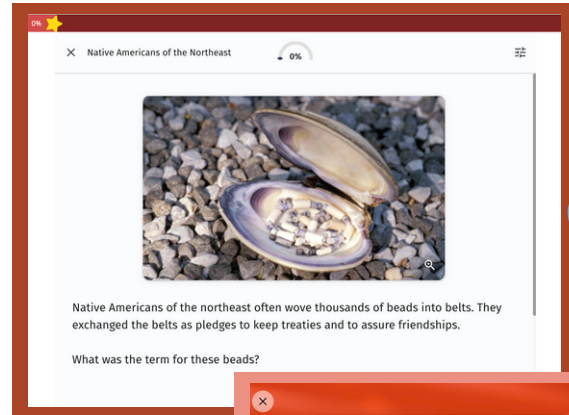 0%
Native Americans of the Northeast
0%
Native Americans of the northeast often wove thousands of beads into belts. They
exchanged the belts as pledges to keep treaties and to assure friendships.
What was the term for these beads?